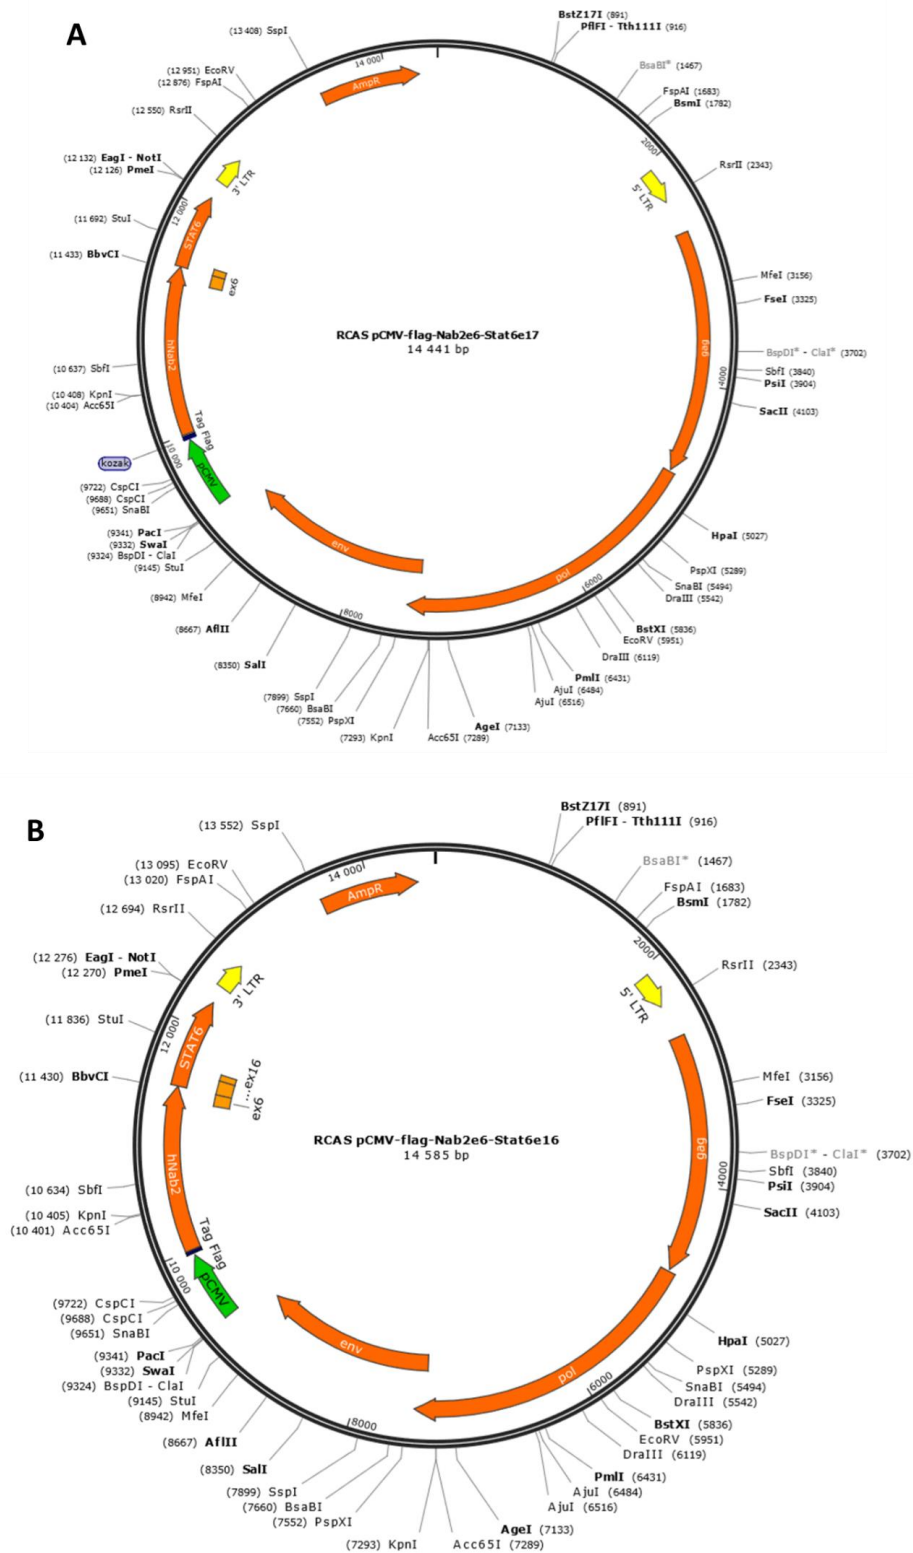 A
BstZ17I (891)
PflFI - Tth111I (916)
(13 408) SspI
14 000
AmpR
BsaBI* (1467)
(12 951) EcoRV
(12 876) FspAI
FspAI (1683)
BsmI (1782)
(12 550) RsrII
2000
(12 132) EagI - NotI
(12 126) PmeI
RsrII (2343)
3' LTR
5' LTR
12 000
(11 692) StuI
STAT6
(11 433) BbvCI
MfeI (3156)
ex6
FseI (3325)
RCAS pCMV-flag-Nab2e6-Stat6e17
14 441 bp
hNab2
gag
BspDI* - ClaI* (3702)
(10 637) SbfI
SbfI (3840)
4000
PsiI (3904)
(10 408) KpnI
(10 404) Acc65I
SacII (4103)
Tag Flag
10 000
kozak
pCMV
(9722) CspCI
(9688) CspCI
(9651) SnaBI
(9341) PacI
(9332) SwaI
(9324) BspDI - ClaI
(9145) StuI
HpaI (5027)
env
pol
PspXI (5289)
6000
SnaBI (5494)
DraIII (5542)
(8942) MfeI
8000
(8667) AflII
BstXI (5836)
EcoRV (5951)
DraIII (6119)
(8350) SalI
PmlI (6431)
AjuI (6484)
AjuI (6516)
(7899) SspI
(7660) BsaBI
(7552) PspXI
AgeI (7133)
(7293) KpnI
Acc65I (7289)
B
BstZ17I (891)
PflFI - Tth111I (916)
(13 552) SspI
14 000
AmpR
BsaBI* (1467)
(13 095) EcoRV
(13 020) FspAI
FspAI (1683)
BsmI (1782)
(12 694) RsrII
2000
(12 276) EagI - NotI
(12 270) PmeI
RsrII (2343)
3' LTR
5' LTR
(11 836) StuI
12 000
STAT6
(11 430) BbvCI
...ex16
ex6
MfeI (3156)
FseI (3325)
RCAS pCMV-flag-Nab2e6-Stat6e16
14 585 bp
hNab2
gag
BspDI* - ClaI* (3702)
SbfI (3840)
4000
PsiI (3904)
(10 634) SbfI
(10 405) KpnI
(10 401) Acc65I
SacII (4103)
Tag Flag
10 000
pCMV
(9722) CspCI
(9688) CspCI
(9651) SnaBI
(9341) PacI
(9332) SwaI
(9324) BspDI - ClaI
(9145) StuI
(8942) MfeI
env
pol
HpaI (5027)
PspXI (5289)
6000
SnaBI (5494)
DraIII (5542)
8000
(8667) AflII
BstXI (5836)
EcoRV (5951)
DraIII (6119)
(8350) SalI
PmlI (6431)
AjuI (6484)
AjuI (6516)
(7899) SspI
(7660) BsaBI
(7552) PspXI
AgeI (7133)
(7293) KpnI
Acc65I (7289)